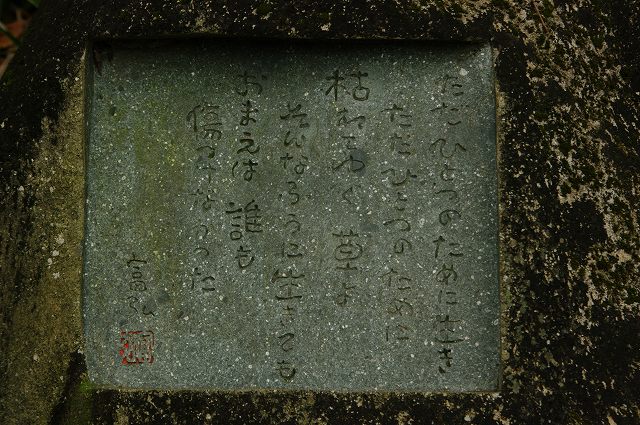 ただひとつのために生き
ただひとつのために
枯れてゆく草よ
そんなふうに生きても
おまえは誰も
傷つけなかった
富弘